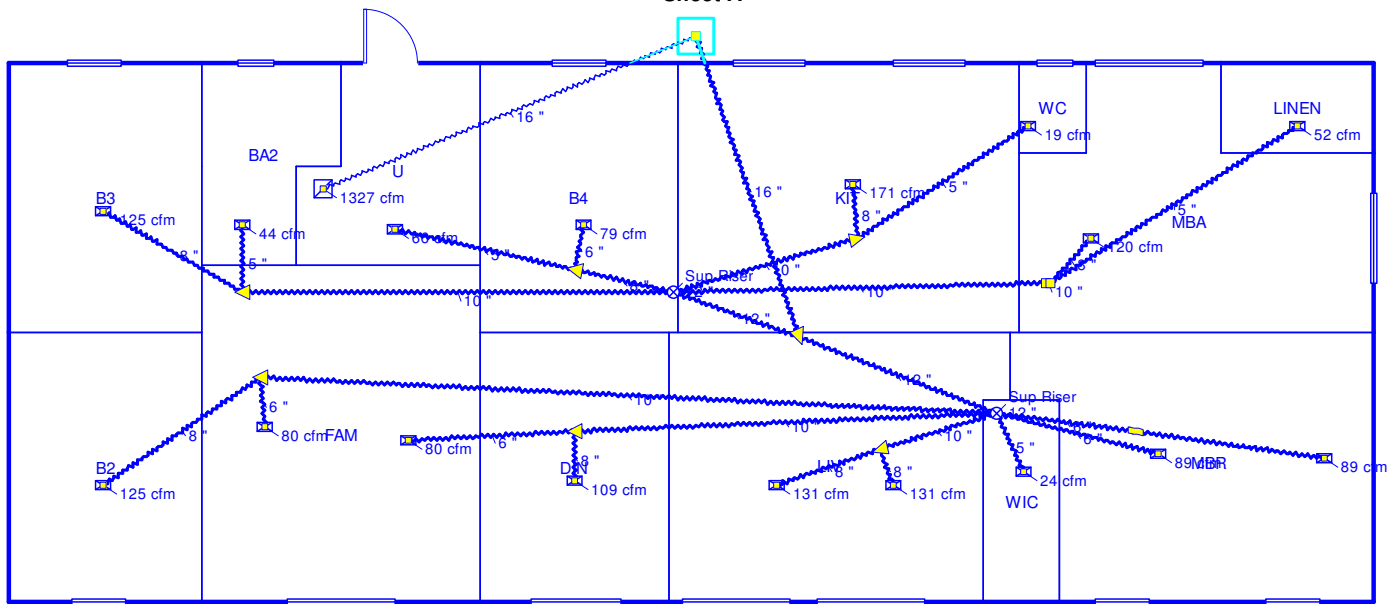 16 "
WC
LINEN
19 cfm
52 cfm
BA2
U
1327 cfm
16 "
171 cfm
5 "
B3
B4
KIT
8 "
5 "
MBA
125 cfm
44 cfm
79 cfm
120 cfm
8 "
5 "
5 "
6 "
Sup Riser
10 "
10 "
10
10 "
12 "
12 "
10
Sup Riser
12 "
6 "
8 "
80 cfm
FAM
80 cfm
6 "
10
10 "
6 "
B2
125 cfm
8 "
DIN
109 cfm
8 "
131 cfm
8 "
131 cfm
5 "
24 cfm
WIC
89 cfm
MBR
89 cfm